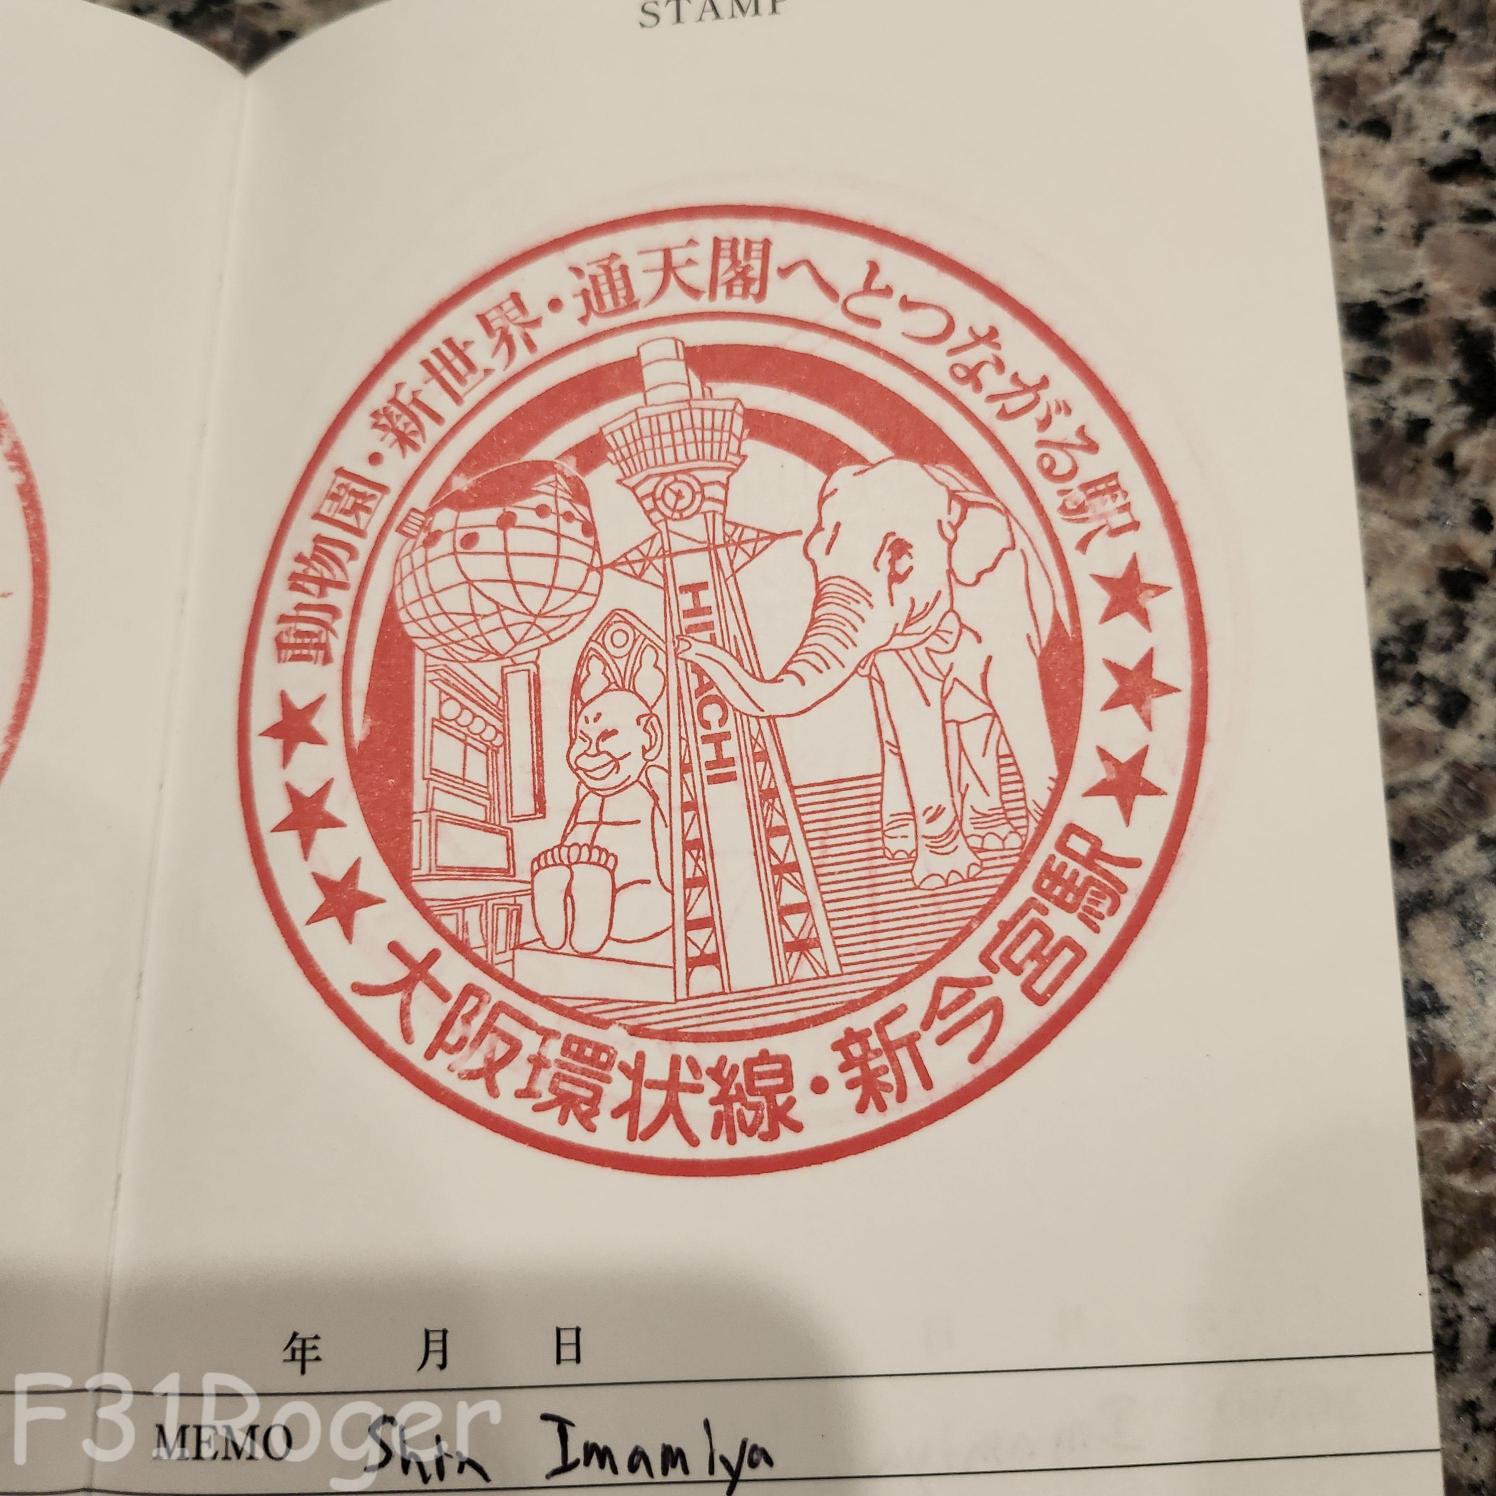 STAMP
動物園・新世界・通天閣へとつながる駅
HITACHI
大阪環状線・新今宮駅
年 月 日
MEMO Shin Imamiya
F31Roger